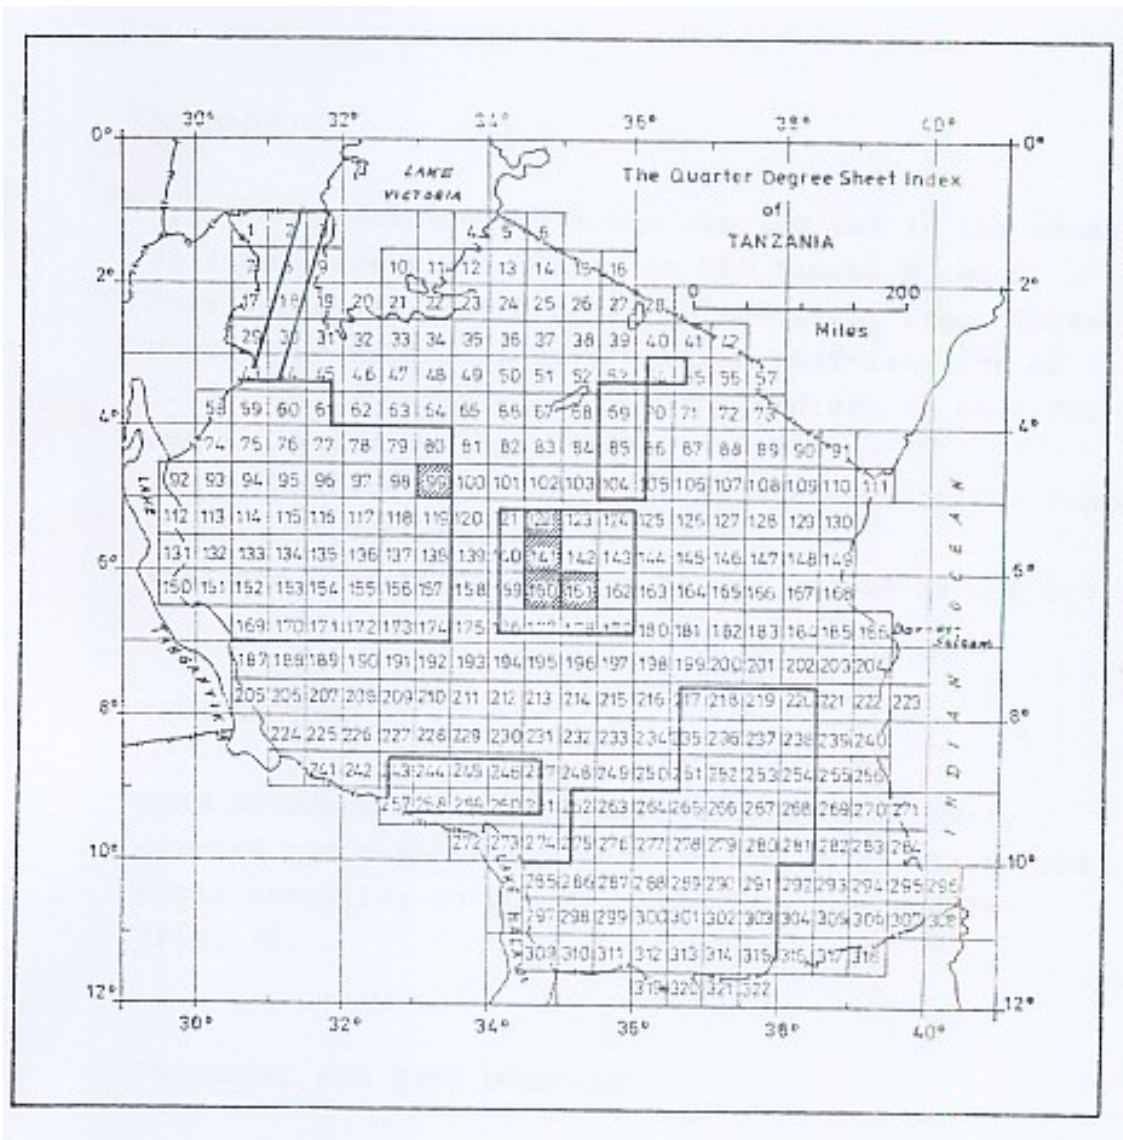 30° 32° 34° 36° 38° 40°
0° 0°
LAKE
VICTORIA
The Quarter Degree Sheet Index
of
TANZANIA
0 200
Miles
1 2 4 5 6
9 10 11 12 13 14 15 16
2° 2°
17 18 19 20 21 22 23 24 25 26 27 28
29 30 31 32 33 34 35 36 37 38 39 40 41 42
45 46 47 48 49 50 51 52 53 55 56 57
58 59 60 61 62 63 64 65 66 67 68 69 70 71 72 73
4° 4°
74 75 76 77 78 79 80 81 82 83 84 85 86 87 88 89 90 91
92 93 94 95 96 97 98 99 100 101 102 103 104 105 106 107 108 109 110 111
LAKE
TANGANYIKA
112 113 114 115 116 117 118 119 120 121 122 123 124 125 126 127 128 129 130
131 132 133 134 135 136 137 138 139 140 141 142 143 144 145 146 147 148 149
6° 6°
150 151 152 153 154 155 156 157 158 159 160 161 162 163 164 165 166 167 168
169 170 171 172 173 174 175 176 177 178 179 180 181 182 183 184 185 186
Dar-es-
Salaam
187 188 189 190 191 192 193 194 195 196 197 198 199 200 201 202 203 204
205 206 207 208 209 210 211 212 213 214 215 216 217 218 219 220 221 222 223
8° 8°
224 225 226 227 228 229 230 231 232 233 234 235 236 237 238 239 240
241 242 243 244 245 246 247 248 249 250 251 252 253 254 255 256
257 258 259 260 261 262 263 264 265 266 267 268 269 270 271
272 273 274 275 276 277 278 279 280 281 282 283 284
10° 10°
LAKE MALAWI
285 286 287 288 289 290 291 292 293 294 295 296
297 298 299 300 301 302 303 304 305 306 307 308
309 310 311 312 313 314 315 316 317 318
319 320 321 322
12° 12°
INDIAN OCEAN
30° 32° 34° 36° 38° 40°